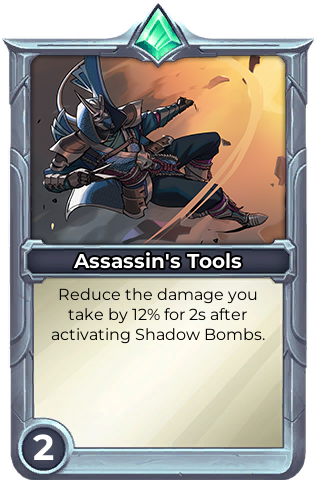 Assassin's Tools
Reduce the damage you
take by 12% for 2s after
activating Shadow Bombs.
2